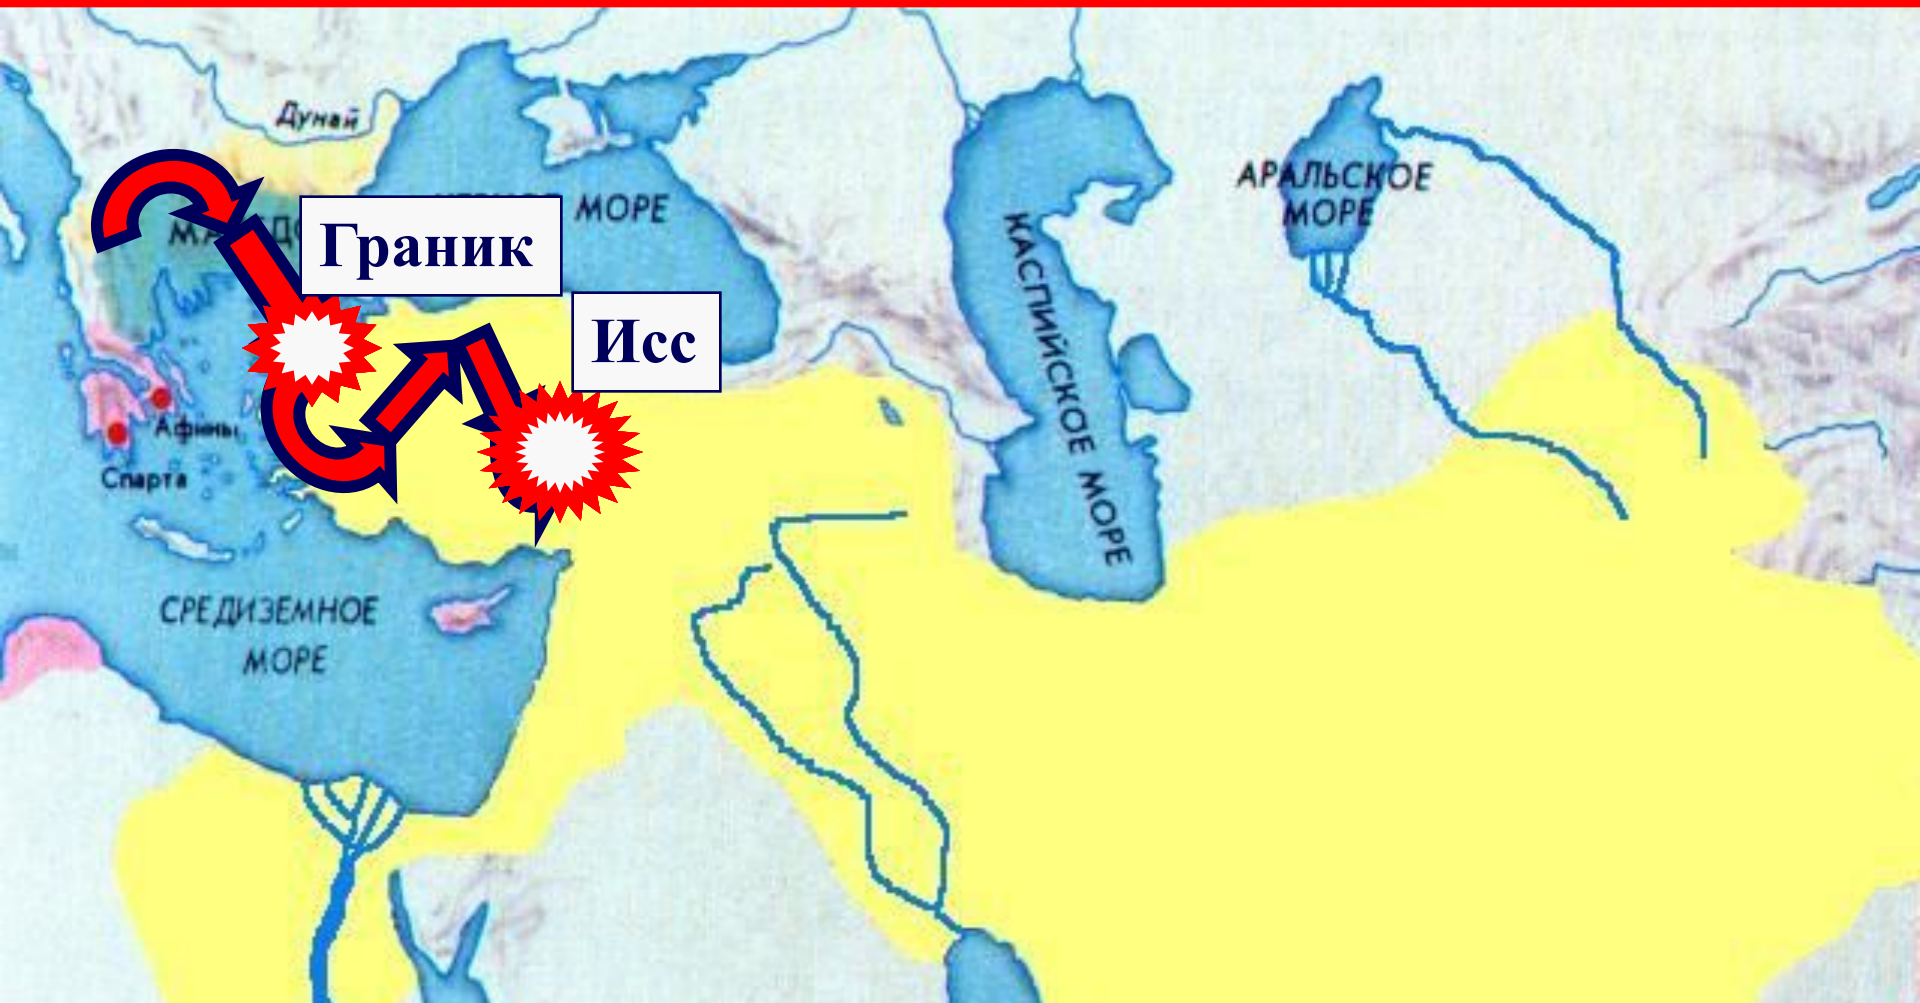 Дунай
МОРЕ
Граник
Исс
АРАЛЬСКОЕ
МОРЕ
КАСПИЙСКОЕ МОРЕ
Афины
Спарта
СРЕДИЗЕМНОЕ
МОРЕ